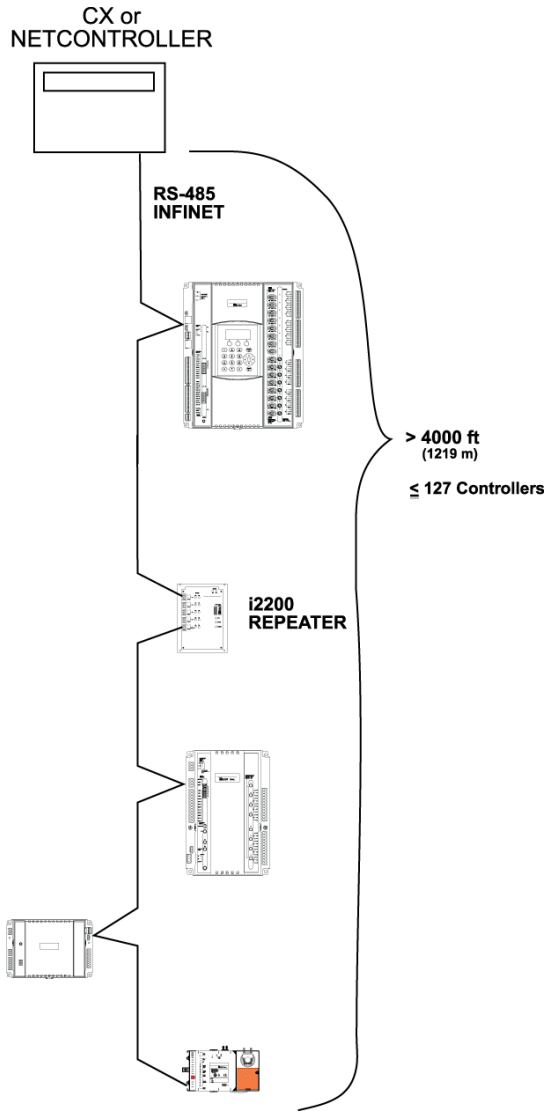 CX or
NETCONTROLLER
RS-485
INFINET
> 4000 ft
(1219 m)
≤ 127 Controllers
i2200
REPEATER